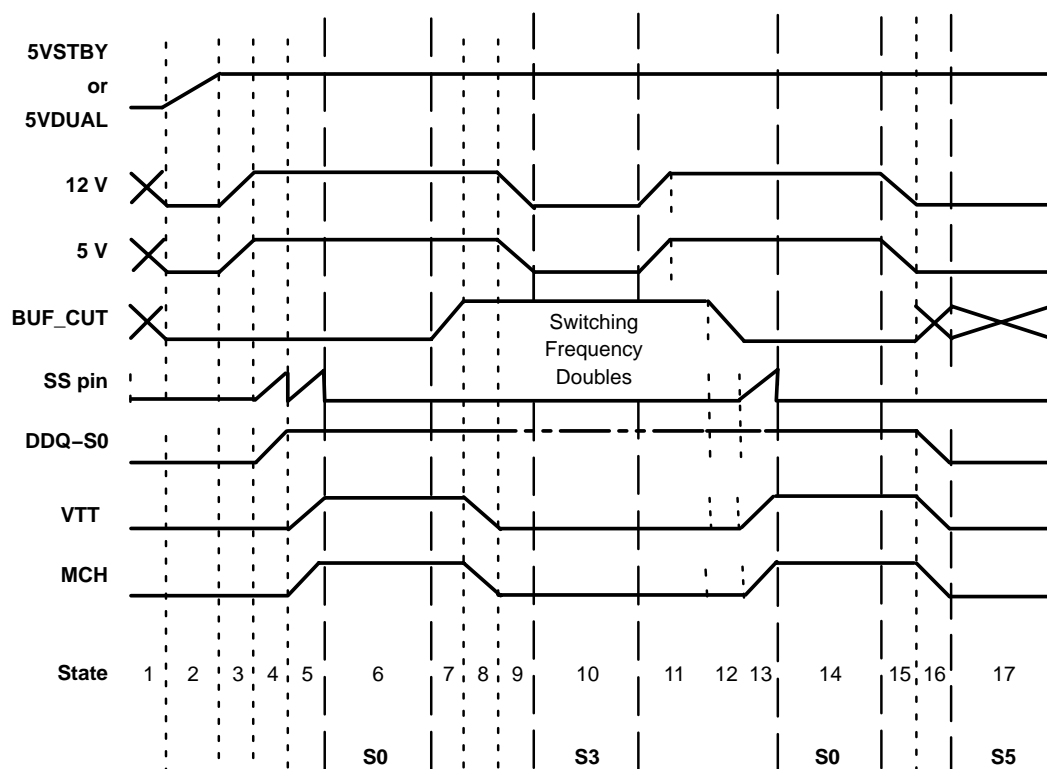 5VSTBY
or
5VDUAL
12 V
5 V
BUF_CUT
Switching
Frequency
Doubles
SS pin
DDQ−S0
VTT
MCH
State 1 2 3 4 5 6 7 8 9 10 11 12 13 14 15 16 17
S0 S3 S0 S5